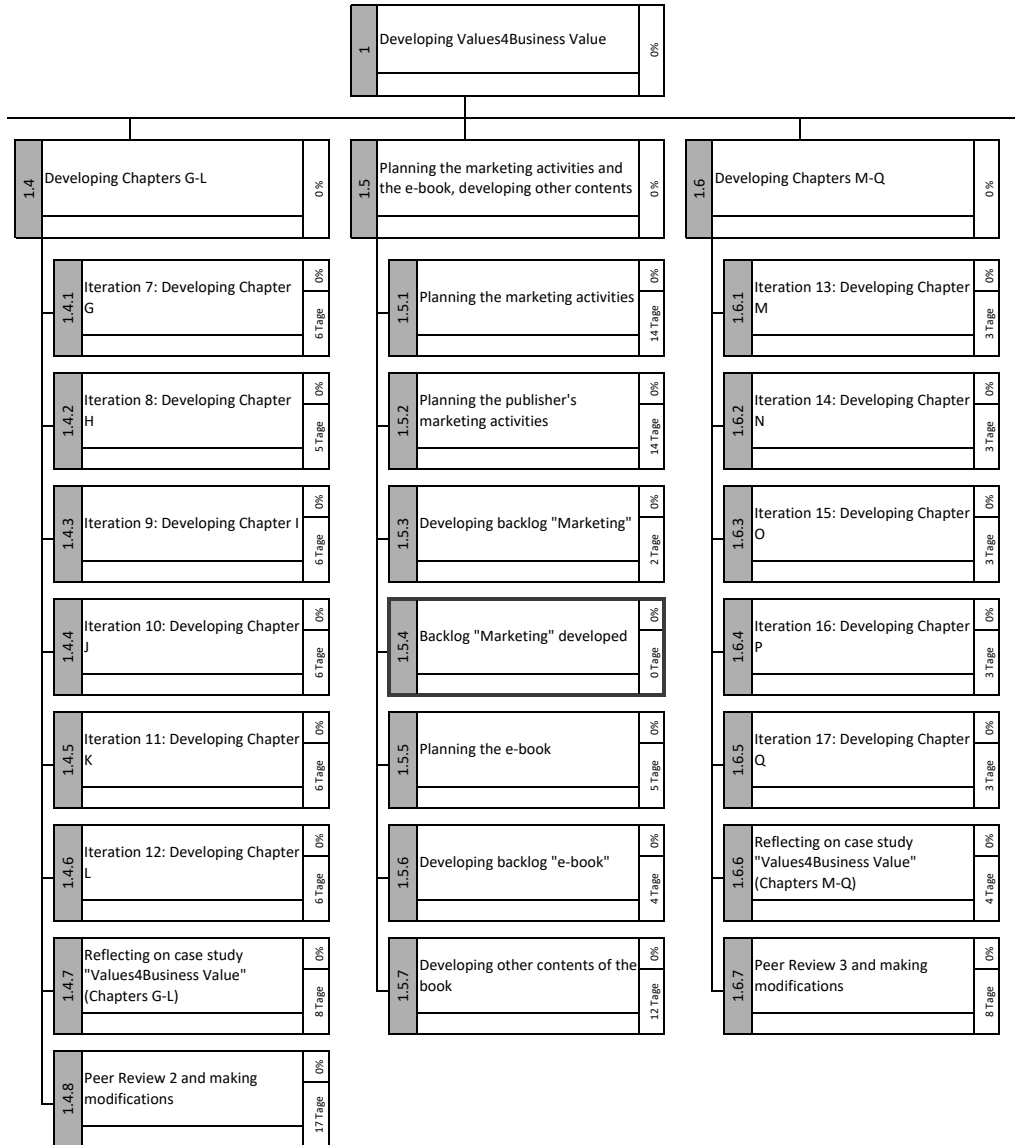 1
Developing Values4Business Value
0%
1.4
Developing Chapters G-L
0%
1.5
Planning the marketing activities and
the e-book, developing other contents
0%
1.6
Developing Chapters M-Q
0%
1.4.1
Iteration 7: Developing Chapter
G
0%
6 Tage
1.4.2
Iteration 8: Developing Chapter
H
0%
5 Tage
1.4.3
Iteration 9: Developing Chapter I
0%
6 Tage
1.4.4
Iteration 10: Developing Chapter
J
0%
6 Tage
1.4.5
Iteration 11: Developing Chapter
K
0%
6 Tage
1.4.6
Iteration 12: Developing Chapter
L
0%
6 Tage
1.4.7
Reflecting on case study
"Values4Business Value"
(Chapters G-L)
0%
8 Tage
1.4.8
Peer Review 2 and making
modifications
0%
17 Tage
1.5.1
Planning the marketing activities
0%
14 Tage
1.5.2
Planning the publisher's
marketing activities
0%
14 Tage
1.5.3
Developing backlog "Marketing"
0%
2 Tage
1.5.4
Backlog "Marketing" developed
0%
0 Tage
1.5.5
Planning the e-book
0%
5 Tage
1.5.6
Developing backlog "e-book"
0%
4 Tage
1.5.7
Developing other contents of the
book
0%
12 Tage
1.6.1
Iteration 13: Developing Chapter
M
0%
3 Tage
1.6.2
Iteration 14: Developing Chapter
N
0%
3 Tage
1.6.3
Iteration 15: Developing Chapter
O
0%
3 Tage
1.6.4
Iteration 16: Developing Chapter
P
0%
3 Tage
1.6.5
Iteration 17: Developing Chapter
Q
0%
3 Tage
1.6.6
Reflecting on case study
"Values4Business Value"
(Chapters M-Q)
0%
4 Tage
1.6.7
Peer Review 3 and making
modifications
0%
8 Tage